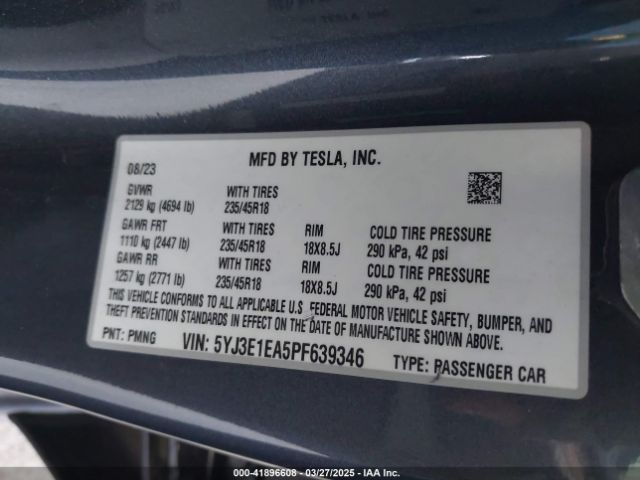 MFD BY TESLA, INC.
08/23
GVWR WITH TIRES
2129 kg (4694 lb) 235/45R18
GAWR FRT WITH TIRES RIM COLD TIRE PRESSURE
1110 kg (2447 lb) 235/45R18 18X8.5J 290 kPa, 42 psi
GAWR RR WITH TIRES RIM COLD TIRE PRESSURE
1257 kg (2771 lb) 235/45R18 18X8.5J 290 kPa, 42 psi
THIS VEHICLE CONFORMS TO ALL APPLICABLE U.S FEDERAL MOTOR VEHICLE SAFETY, BUMPER, AND
THEFT PREVENTION STANDARDS IN EFFECT ON THE DATE OF MANUFACTURE SHOWN ABOVE.
PNT: PMNG VIN: 5YJ3E1EA5PF639346 TYPE: PASSENGER CAR
000-41896608 - 03/27/2025 - IAA Inc.